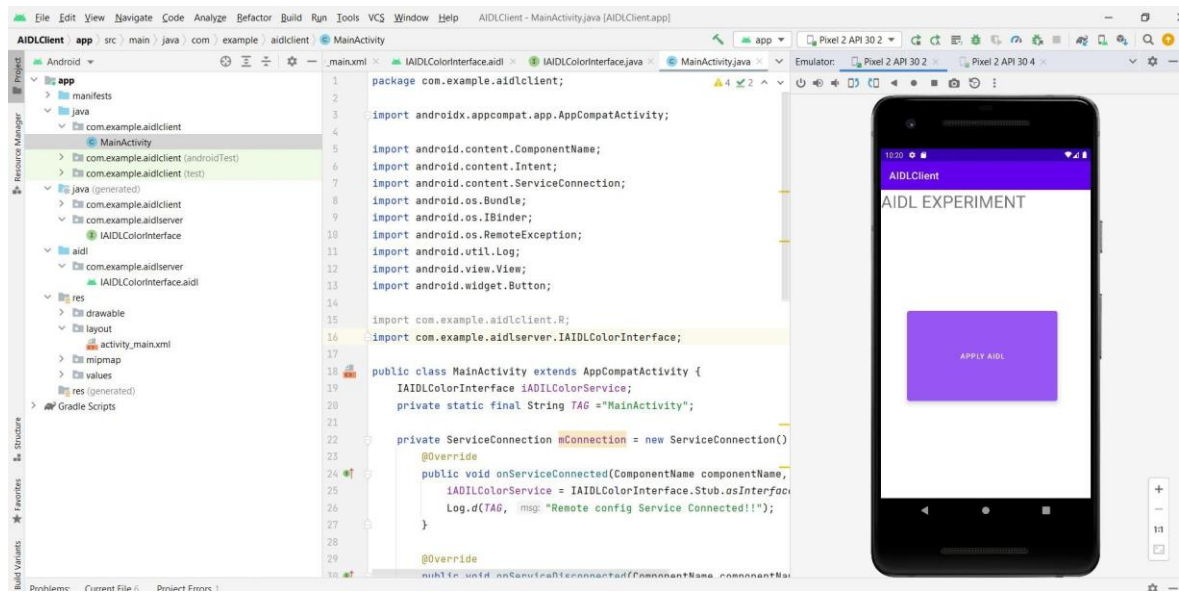 File Edit View Navigate Code Analyze Refactor Build Run Tools VCS Window Help AIDLClient - MainActivity.java [AIDLClient.app]
AIDLClient app src main java com example aidlclient MainActivity app Pixel 2 API 30 2
Android _main.xml IAIDLColorInterface.aidl IAIDLColorInterface.java MainActivity.java Emulator: Pixel 2 API 30 2 Pixel 2 API 30 4
Project
Resource Manager
Structure
Favorites
Build Variants
app
manifests
java
com.example.aidlclient
MainActivity
com.example.aidlclient (androidTest)
com.example.aidlclient (test)
java (generated)
com.example.aidlclient
com.example.aidlserver
IAIDLColorInterface
aidl
com.example.aidlserver
IAIDLColorInterface.aidl
res
drawable
layout
activity_main.xml
mipmap
values
res (generated)
Gradle Scripts
4 2
1 package com.example.aidlclient;
2
3 import androidx.appcompat.app.AppCompatActivity;
4
5 import android.content.ComponentName;
6 import android.content.Intent;
7 import android.content.ServiceConnection;
8 import android.os.Bundle;
9 import android.os.IBinder;
10 import android.os.RemoteException;
11 import android.util.Log;
12 import android.view.View;
13 import android.widget.Button;
14
15 import com.example.aidlclient.R;
16 import com.example.aidlserver.IAIDLColorInterface;
17
18 public class MainActivity extends AppCompatActivity {
19 IAIDLColorInterface iADILColorService;
20 private static final String TAG ="MainActivity";
21
22 private ServiceConnection mConnection = new ServiceConnection()
23 @Override
24 public void onServiceConnected(ComponentName componentName,
25 iADILColorService = IAIDLColorInterface.Stub.asInterfac
26 Log.d(TAG, msg: "Remote config Service Connected!!");
27 }
28
29 @Override
30 public void onServiceDisconnected(ComponentName componentNa
10:20
AIDLClient
AIDL EXPERIMENT
APPLY AIDL
1:1
Problems: Current File 6 Project Errors 1